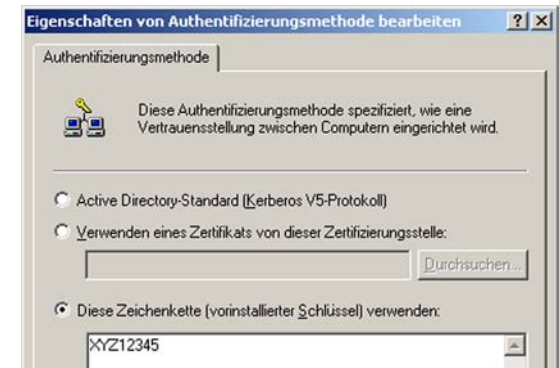 Eigenschaften von Authentifizierungsmethode bearbeiten
Authentifizierungsmethode
Diese Authentifizierungsmethode spezifiziert, wie eine
Vertrauensstellung zwischen Computern eingerichtet wird.
Active Directory-Standard (Kerberos V5-Protokoll)
Verwenden eines Zertifikats von dieser Zertifizierungsstelle:
Durchsuchen...
Diese Zeichenkette (vorinstallierter Schlüssel) verwenden:
XYZ12345